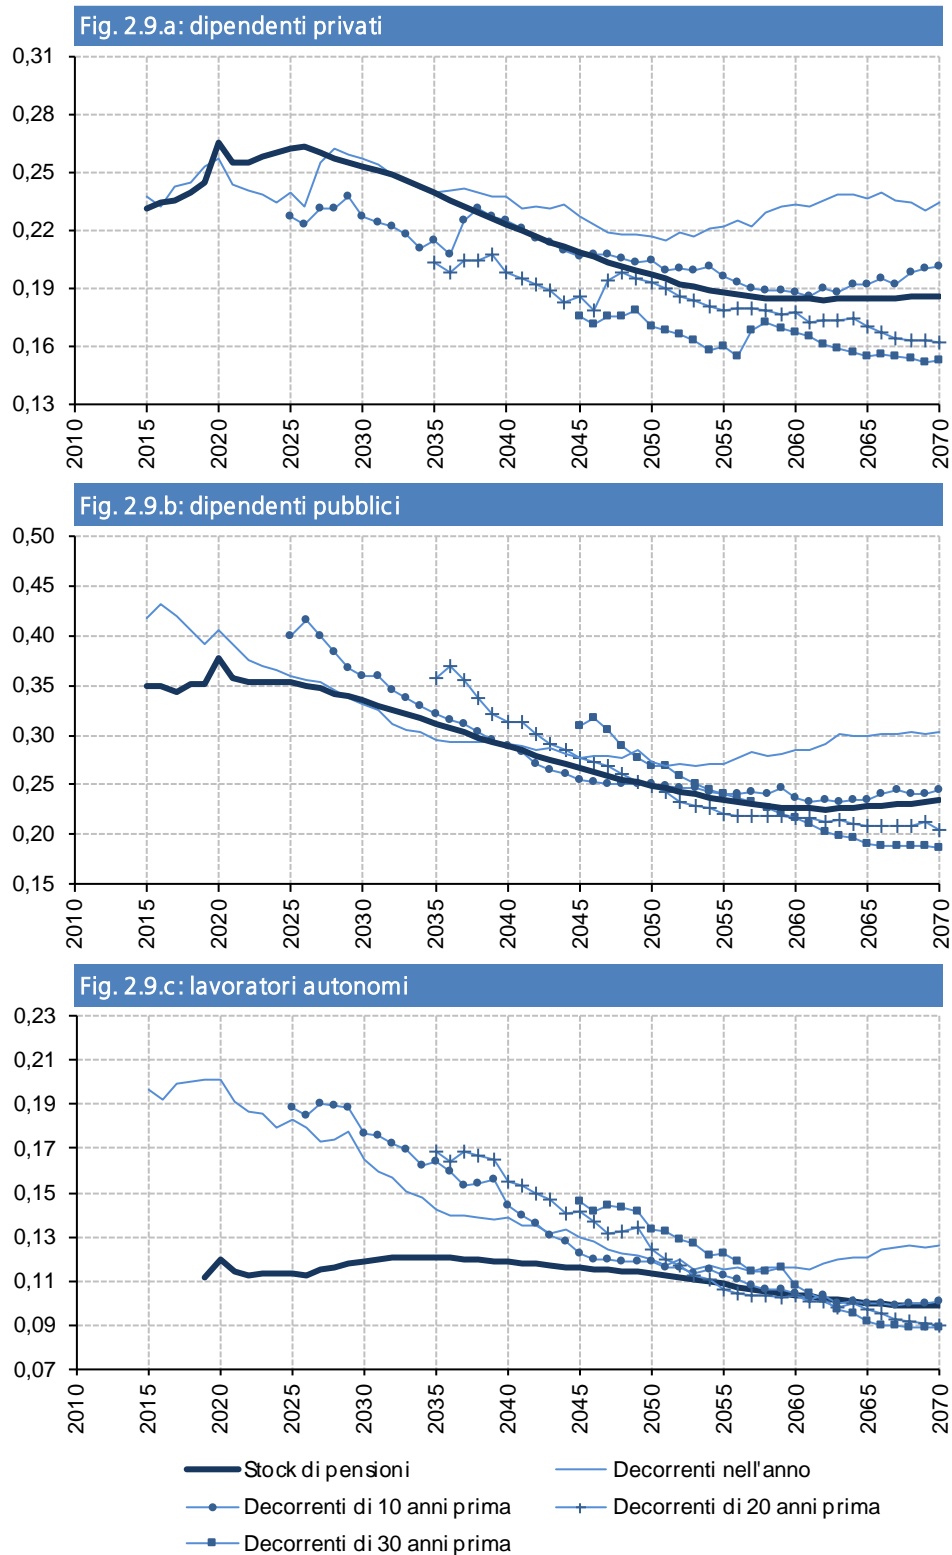 Fig. 2.9.a: dipendenti privati
0,31
0,28
0,25
0,22
0,19
0,16
0,13
2010 2015 2020 2025 2030 2035 2040 2045 2050 2055 2060 2065 2070
Fig. 2.9.b: dipendenti pubblici
0,50
0,45
0,40
0,35
0,30
0,25
0,20
0,15
2010 2015 2020 2025 2030 2035 2040 2045 2050 2055 2060 2065 2070
Fig. 2.9.c: lavoratori autonomi
0,23
0,21
0,19
0,17
0,15
0,13
0,11
0,09
0,07
2010 2015 2020 2025 2030 2035 2040 2045 2050 2055 2060 2065 2070
Stock di pensioni
Decorrenti nell'anno
Decorrenti di 10 anni prima
Decorrenti di 20 anni prima
Decorrenti di 30 anni prima